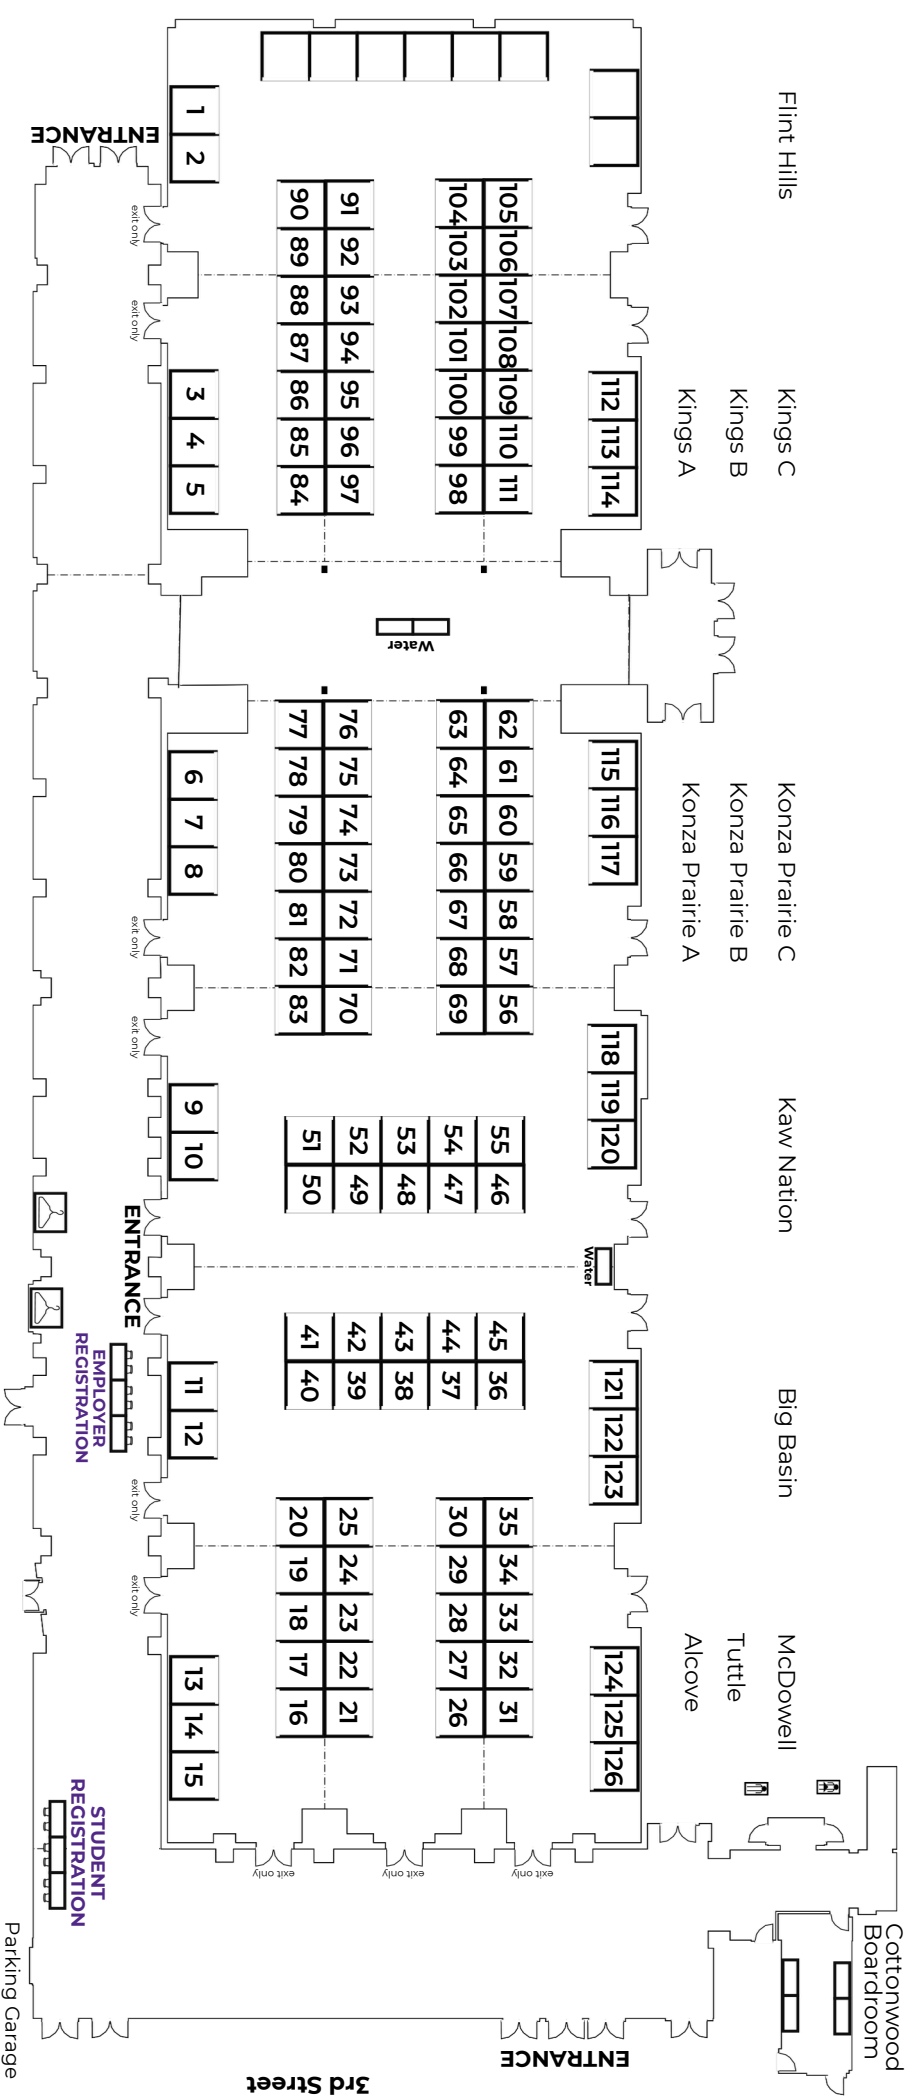 Cottonwood
Boardroom
Flint Hills
Kings C
Konza Prairie C
Kaw Nation
Big Basin
McDowell
Kings B
Konza Prairie B
Tuttle
Kings A
Konza Prairie A
Alcove
112 113 114
115 116 117
118 119 120
Water
121 122 123
124 125 126
ENTRANCE
105 106 107 108 109 110 111
62 61 60 59 58 57 56
55 46
45 36
35 34 33 32 31
exit only
104 103 102 101 100 99 98
63 64 65 66 67 68 69
54 47
44 37
30 29 28 27 26
Water
53 48
43 38
exit only
91 92 93 94 95 96 97
76 75 74 73 72 71 70
52 49
42 39
25 24 23 22 21
3rd Street
90 89 88 87 86 85 84
77 78 79 80 81 82 83
51 50
41 40
20 19 18 17 16
exit only
1 2
3 4 5
6 7 8
9 10
11 12
13 14 15
exit only
exit only
exit only
exit only
ENTRANCE
exit only
exit only
ENTRANCE
EMPLOYER
REGISTRATION
STUDENT
REGISTRATION
Parking Garage